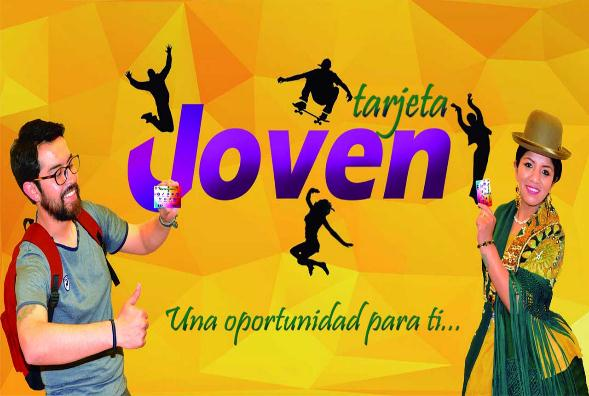 tarjeta
Joven
Una oportunidad para ti...